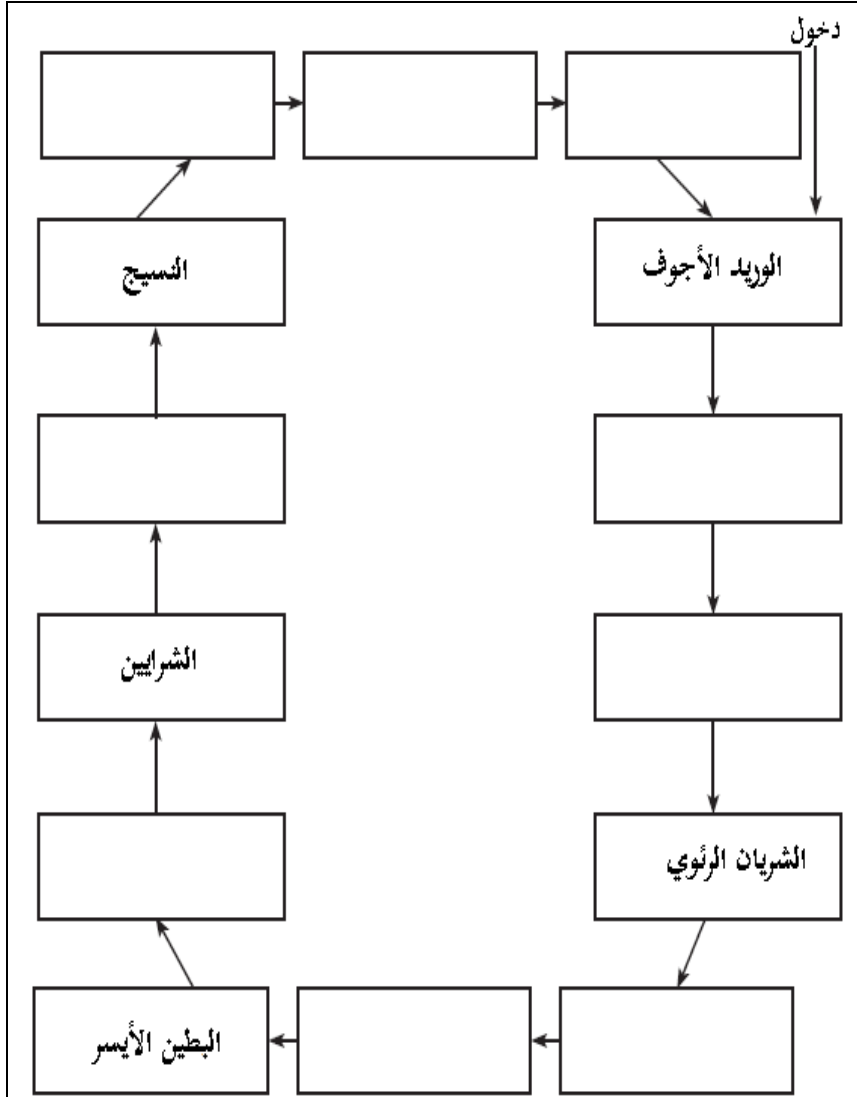 دخول
الوريد الأجوف
النسيج
الشرايين
الشريان الرئوي
البطين الأيسر